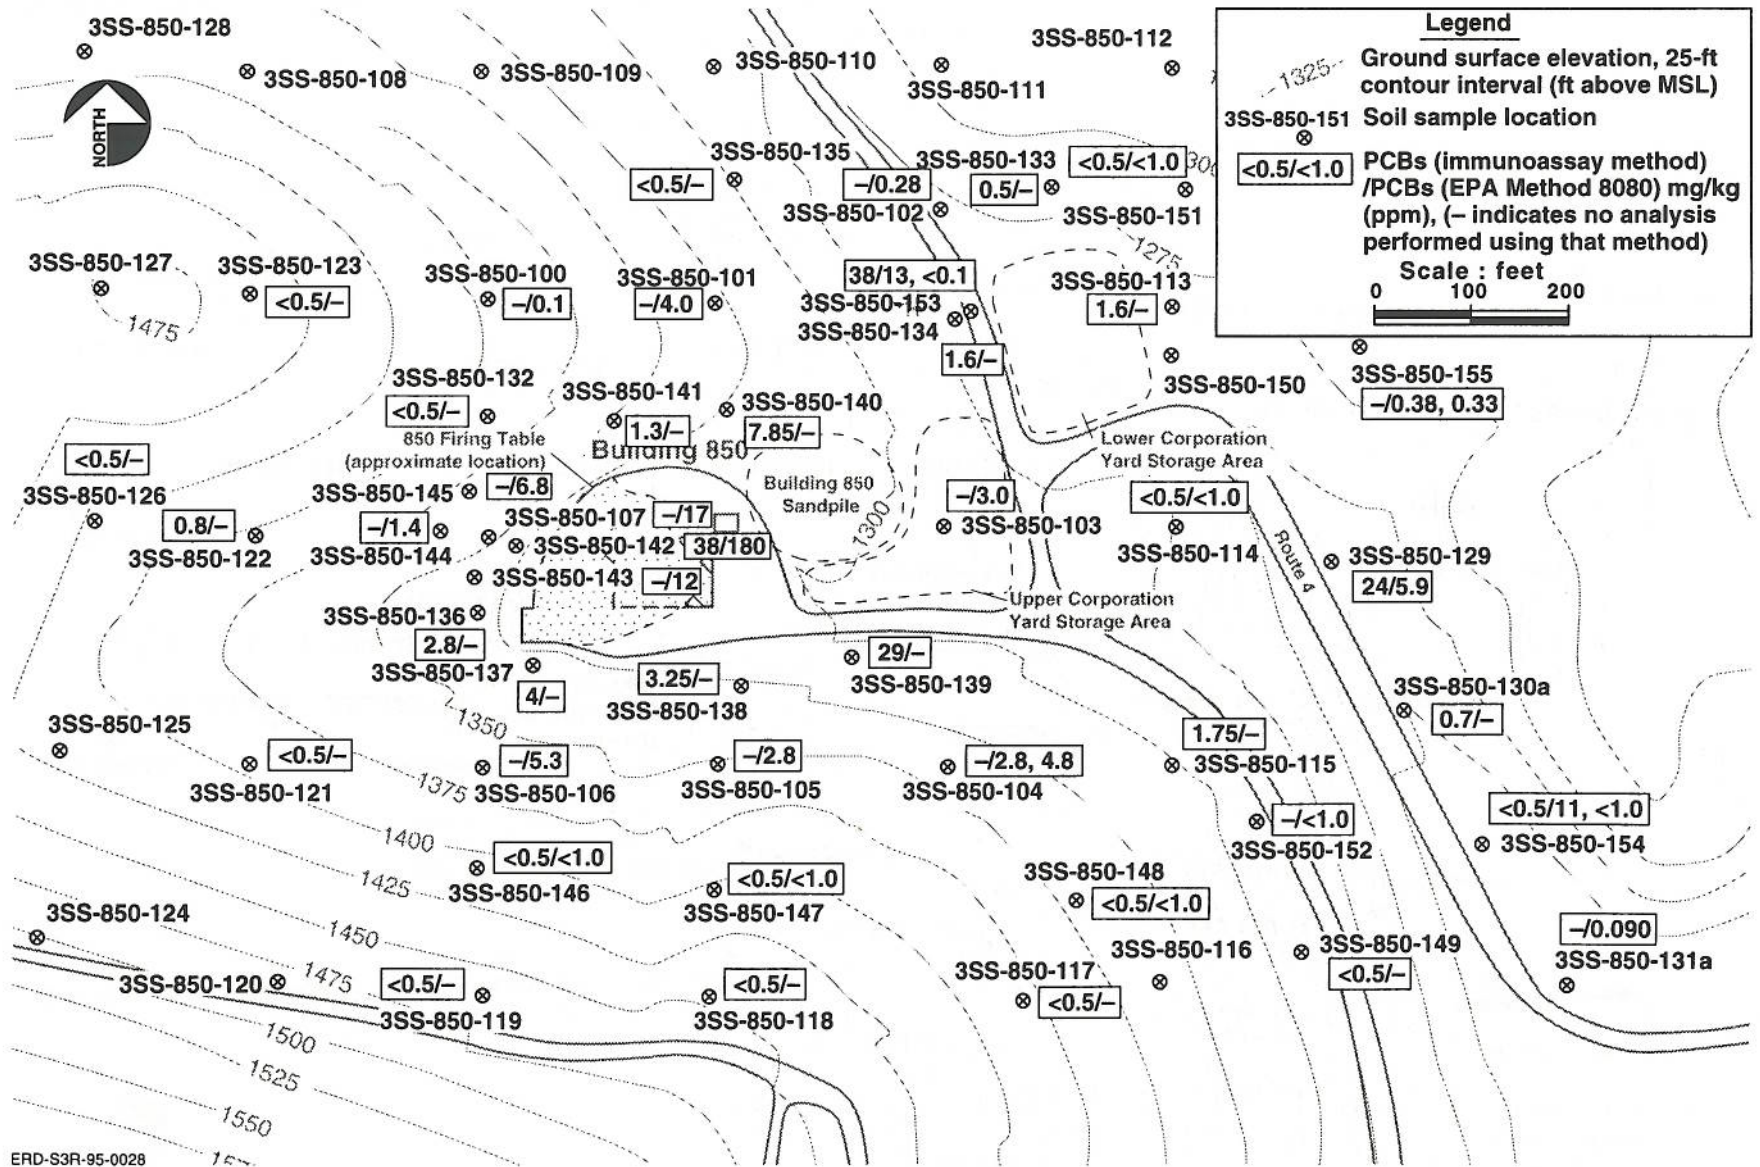 3SS-850-128
3SS-850-108
3SS-850-109
3SS-850-110
3SS-850-111
3SS-850-112
NORTH
Legend
1325
Ground surface elevation, 25-ft
contour interval (ft above MSL)
3SS-850-151
Soil sample location
<0.5/<1.0
PCBs (immunoassay method)
/PCBs (EPA Method 8080) mg/kg
(ppm), (– indicates no analysis
performed using that method)
Scale : feet
0 100 200
3SS-850-135
<0.5/–
–/0.28
3SS-850-102
3SS-850-133
0.5/–
<0.5/<1.0
3SS-850-151
1275
3SS-850-127
1475
3SS-850-123
<0.5/–
3SS-850-100
–/0.1
3SS-850-101
–/4.0
38/13, <0.1
3SS-850-153
3SS-850-134
1.6/–
3SS-850-113
1.6/–
3SS-850-150
3SS-850-155
–/0.38, 0.33
3SS-850-132
<0.5/–
3SS-850-141
1.3/–
3SS-850-140
7.85/–
850 Firing Table
(approximate location)
Building 850
Building 850
Sandpile
1300
Lower Corporation
Yard Storage Area
<0.5/–
3SS-850-126
0.8/–
3SS-850-122
3SS-850-145
–/6.8
–/1.4
3SS-850-144
3SS-850-107
–/17
3SS-850-142
38/180
3SS-850-143
–/12
–/3.0
3SS-850-103
<0.5/<1.0
3SS-850-114
Route 4
3SS-850-129
24/5.9
Upper Corporation
Yard Storage Area
3SS-850-136
2.8/–
3SS-850-137
4/–
3.25/–
3SS-850-138
29/–
3SS-850-139
3SS-850-130a
0.7/–
3SS-850-125
1350
1.75/–
3SS-850-115
<0.5/–
3SS-850-121
1375
–/5.3
3SS-850-106
–/2.8
3SS-850-105
–/2.8, 4.8
3SS-850-104
–/<1.0
3SS-850-152
<0.5/11, <1.0
3SS-850-154
1400
1425
<0.5/<1.0
3SS-850-146
<0.5/<1.0
3SS-850-147
3SS-850-148
<0.5/<1.0
3SS-850-124
1450
1475
3SS-850-120
<0.5/–
3SS-850-119
<0.5/–
3SS-850-118
3SS-850-117
<0.5/–
3SS-850-116
3SS-850-149
<0.5/–
–/0.090
3SS-850-131a
1500
1525
1550
ERD-S3R-95-0028